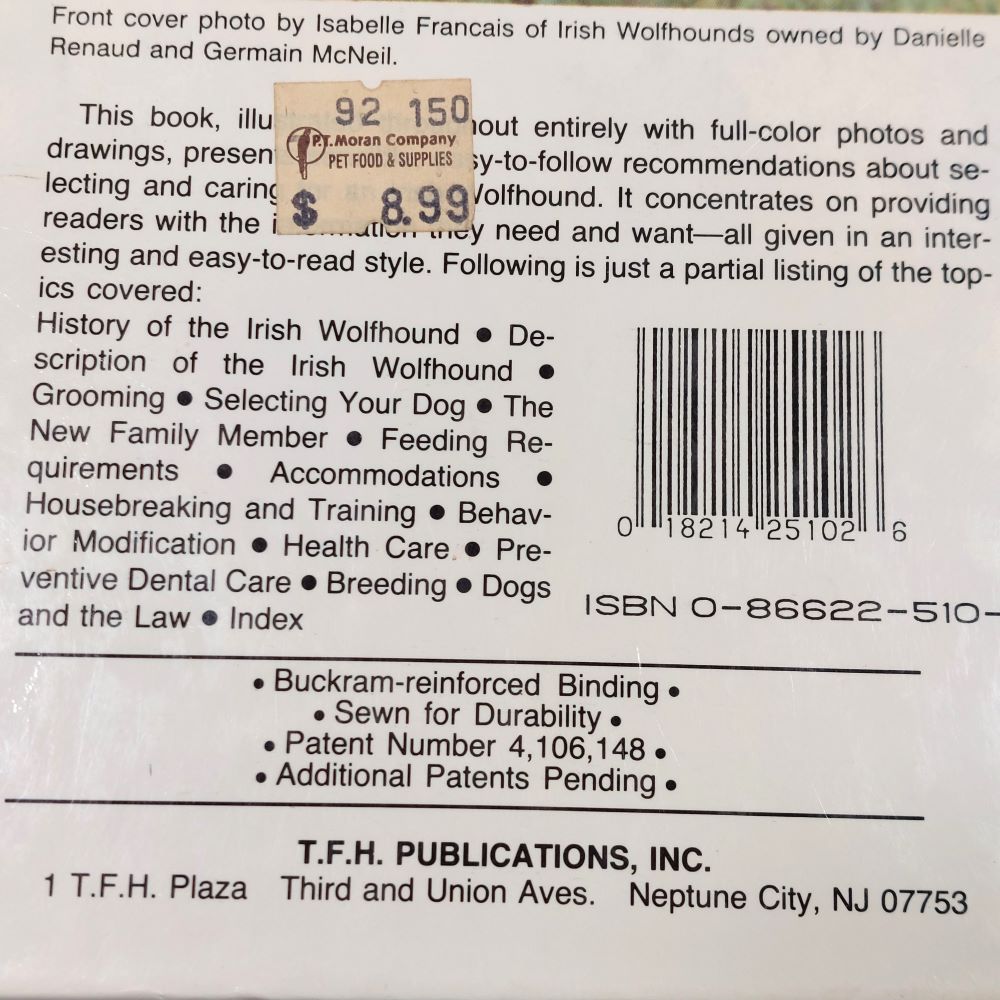 Front cover photo by Isabelle Francais of Irish Wolfhounds owned by Danielle
Renaud and Germain McNeil.
92 150
P.T. Moran Company
PET FOOD & SUPPLIES
$ 8.99
This book, illu hout entirely with full-color photos and
drawings, presen sy-to-follow recommendations about se-
lecting and caring Wolfhound. It concentrates on providing
readers with the information they need and want—all given in an inter-
esting and easy-to-read style. Following is just a partial listing of the top-
ics covered:
History of the Irish Wolfhound • De-
scription of the Irish Wolfhound •
Grooming • Selecting Your Dog • The
New Family Member • Feeding Re-
quirements • Accommodations •
Housebreaking and Training • Behav-
ior Modification • Health Care • Pre-
ventive Dental Care • Breeding • Dogs
and the Law • Index
0 18214 25102 6
ISBN 0-86622-510-
• Buckram-reinforced Binding •
• Sewn for Durability •
• Patent Number 4,106,148 •
• Additional Patents Pending •
T.F.H. PUBLICATIONS, INC.
1 T.F.H. Plaza Third and Union Aves. Neptune City, NJ 07753